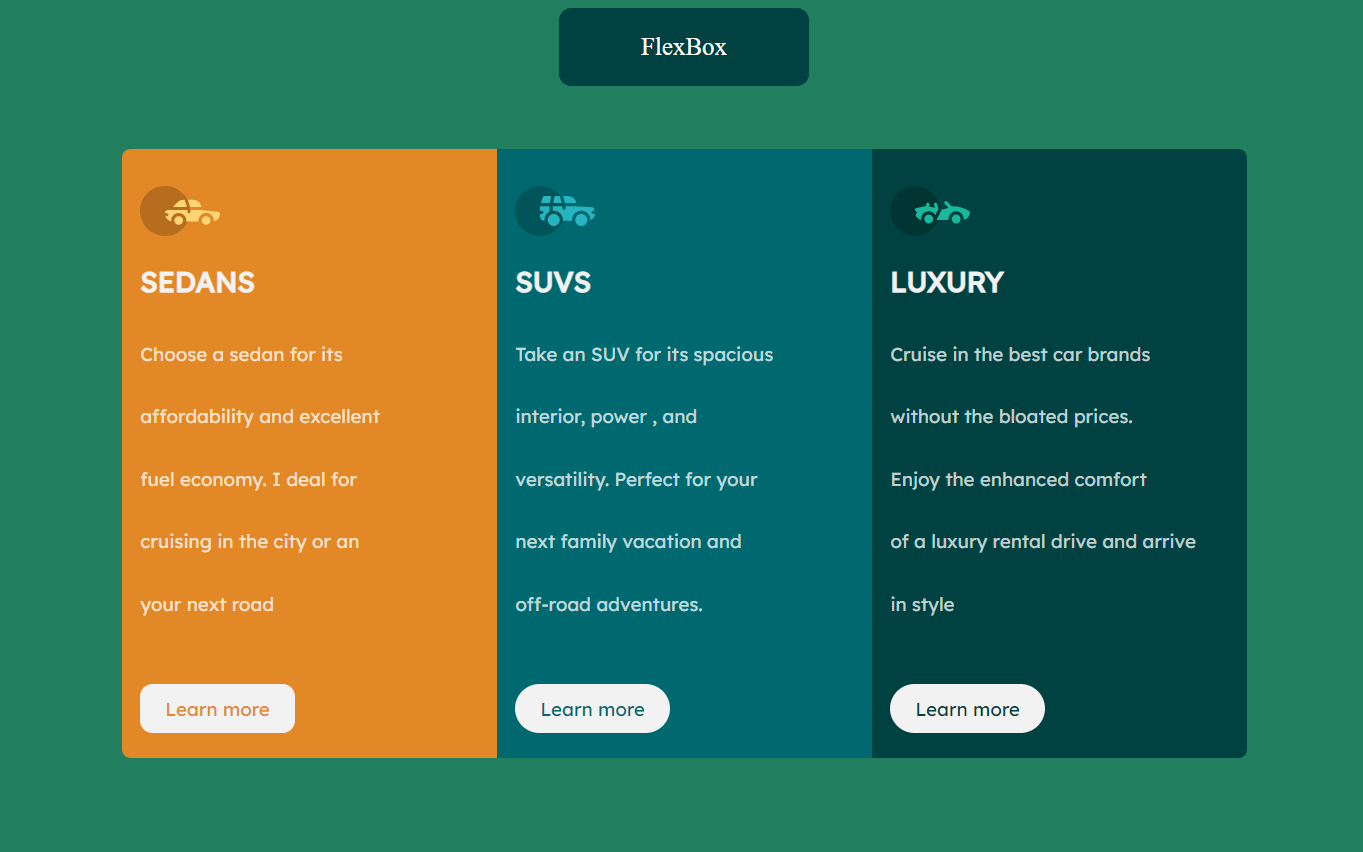 FlexBox
SEDANS
Choose a sedan for its
affordability and excellent
fuel economy. I deal for
cruising in the city or an
your next road
Learn more
SUVS
Take an SUV for its spacious
interior, power , and
versatility. Perfect for your
next family vacation and
off-road adventures.
Learn more
LUXURY
Cruise in the best car brands
without the bloated prices.
Enjoy the enhanced comfort
of a luxury rental drive and arrive
in style
Learn more